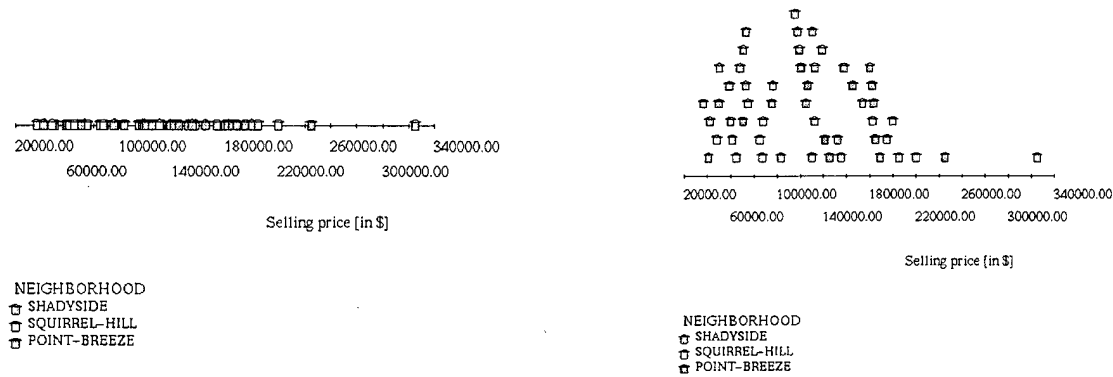 20000.00 100000.00 180000.00 260000.00 340000.00
60000.00 140000.00 220000.00 300000.00
Selling price [in $]
NEIGHBORHOOD
SHADYSIDE
SQUIRREL-HILL
POINT-BREEZE
20000.00 100000.00 180000.00 260000.00 340000.00
60000.00 140000.00 220000.00 300000.00
Selling price [in $]
NEIGHBORHOOD
SHADYSIDE
SQUIRREL-HILL
POINT-BREEZE